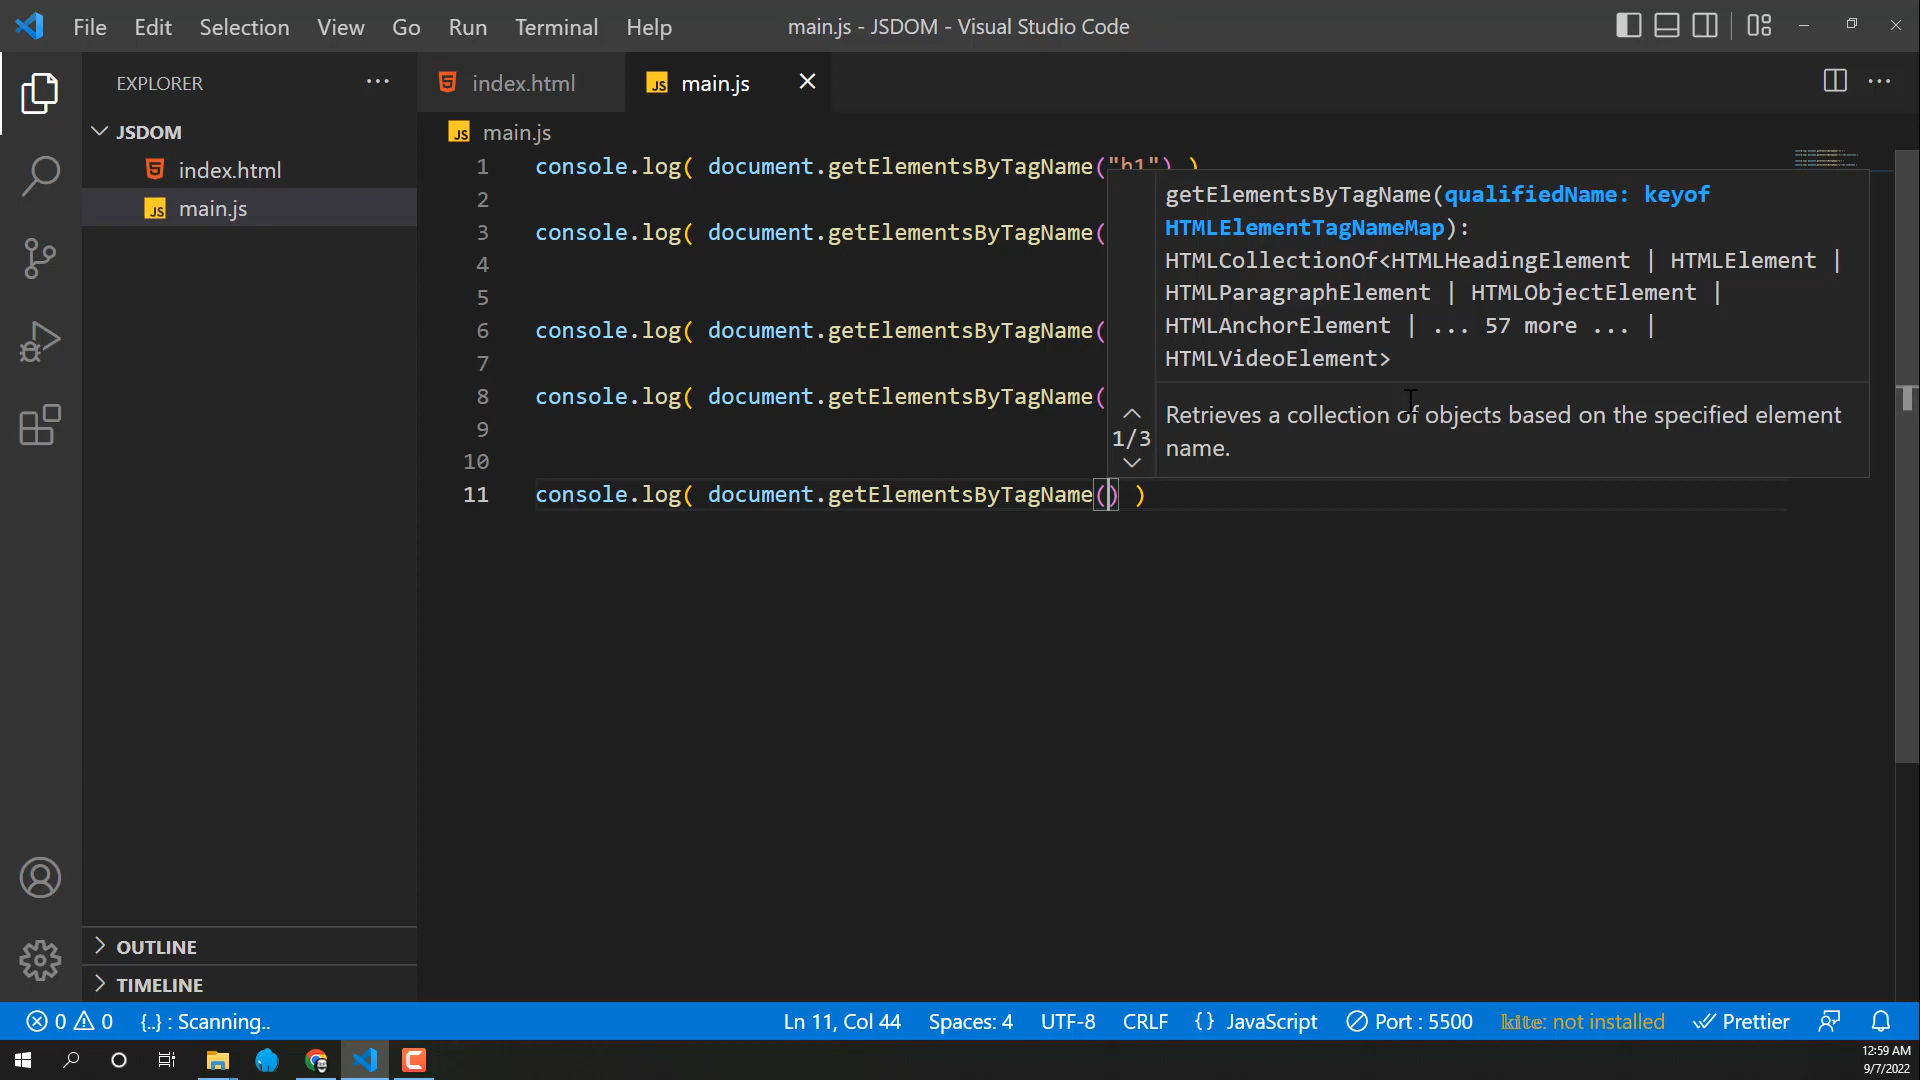 File Edit Selection View Go Run Terminal Help main.js - JSDOM - Visual Studio Code
EXPLORER
JSDOM
index.html
JS main.js
index.html JS main.js
JS main.js
1 console.log( document.getElementsByTagName("h1") )
2
3 console.log( document.getElementsByTagName(
4
5
6 console.log( document.getElementsByTagName(
7
8 console.log( document.getElementsByTagName(
9
10
11 console.log( document.getElementsByTagName() )
getElementsByTagName(qualifiedName: keyof
HTMLElementTagNameMap):
HTMLCollectionOf<HTMLHeadingElement | HTMLElement |
HTMLParagraphElement | HTMLObjectElement |
HTMLAnchorElement | ... 57 more ... |
HTMLVideoElement>
1/3
Retrieves a collection of objects based on the specified element
name.
OUTLINE
TIMELINE
0 0 {..} : Scanning.. Ln 11, Col 44 Spaces: 4 UTF-8 CRLF {} JavaScript Port : 5500 kite: not installed Prettier
12:59 AM
9/7/2022